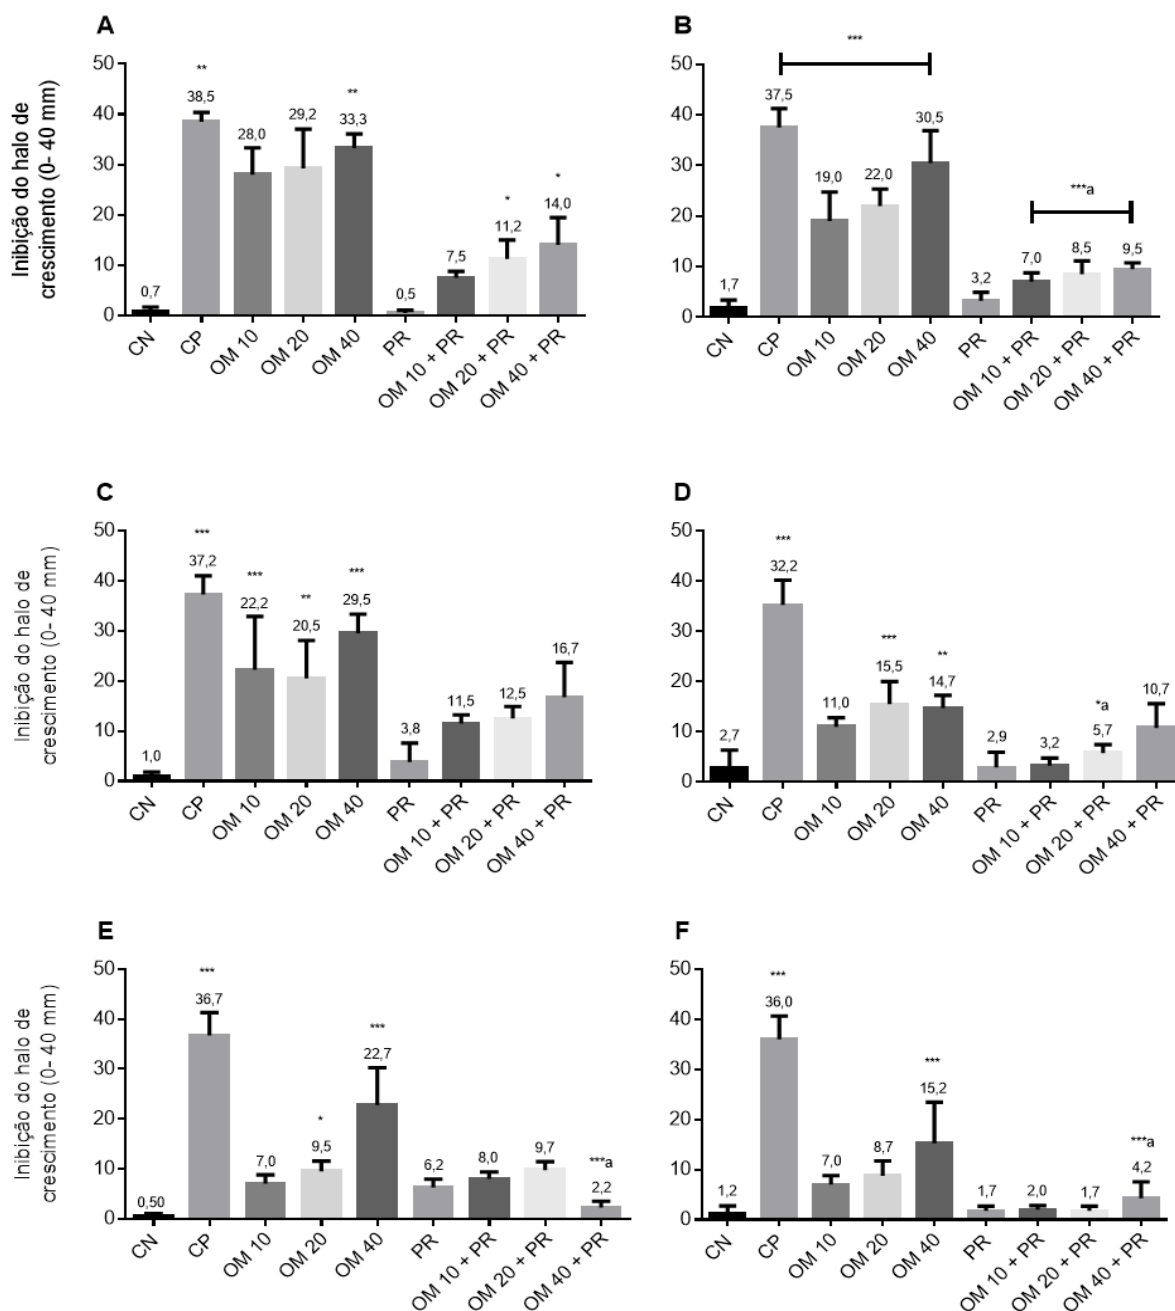 A
Inibição do halo de
crescimento (0- 40 mm)
50
40
30
20
10
0
** **
38,5 28,0 29,2 33,3
* *
0,7 0,5 7,5 11,2 14,0
CN CP OM 10 OM 20 OM 40 PR OM 10 + PR OM 20 + PR OM 40 + PR
B
50
40
30
20
10
0
***
37,5 19,0 22,0 30,5
***a
1,7 3,2 7,0 8,5 9,5
CN CP OM 10 OM 20 OM 40 PR OM 10 + PR OM 20 + PR OM 40 + PR
C
Inibição do halo de
crescimento (0- 40 mm)
50
40
30
20
10
0
*** *** ** ***
1,0 37,2 22,2 20,5 29,5 3,8 11,5 12,5 16,7
CN CP OM 10 OM 20 OM 40 PR OM 10 + PR OM 20 + PR OM 40 + PR
D
50
40
30
20
10
0
*** *** ** *a
2,7 32,2 11,0 15,5 14,7 2,9 3,2 5,7 10,7
CN CP OM 10 OM 20 OM 40 PR OM 10 + PR OM 20 + PR OM 40 + PR
E
Inibição do halo de
crescimento (0- 40 mm)
50
40
30
20
10
0
*** * *** ***a
0,50 36,7 7,0 9,5 22,7 6,2 8,0 9,7 2,2
CN CP OM 10 OM 20 OM 40 PR OM 10 + PR OM 20 + PR OM 40 + PR
F
50
40
30
20
10
0
*** *** ***a
1,2 36,0 7,0 8,7 15,2 1,7 2,0 1,7 4,2
CN CP OM 10 OM 20 OM 40 PR OM 10 + PR OM 20 + PR OM 40 + PR